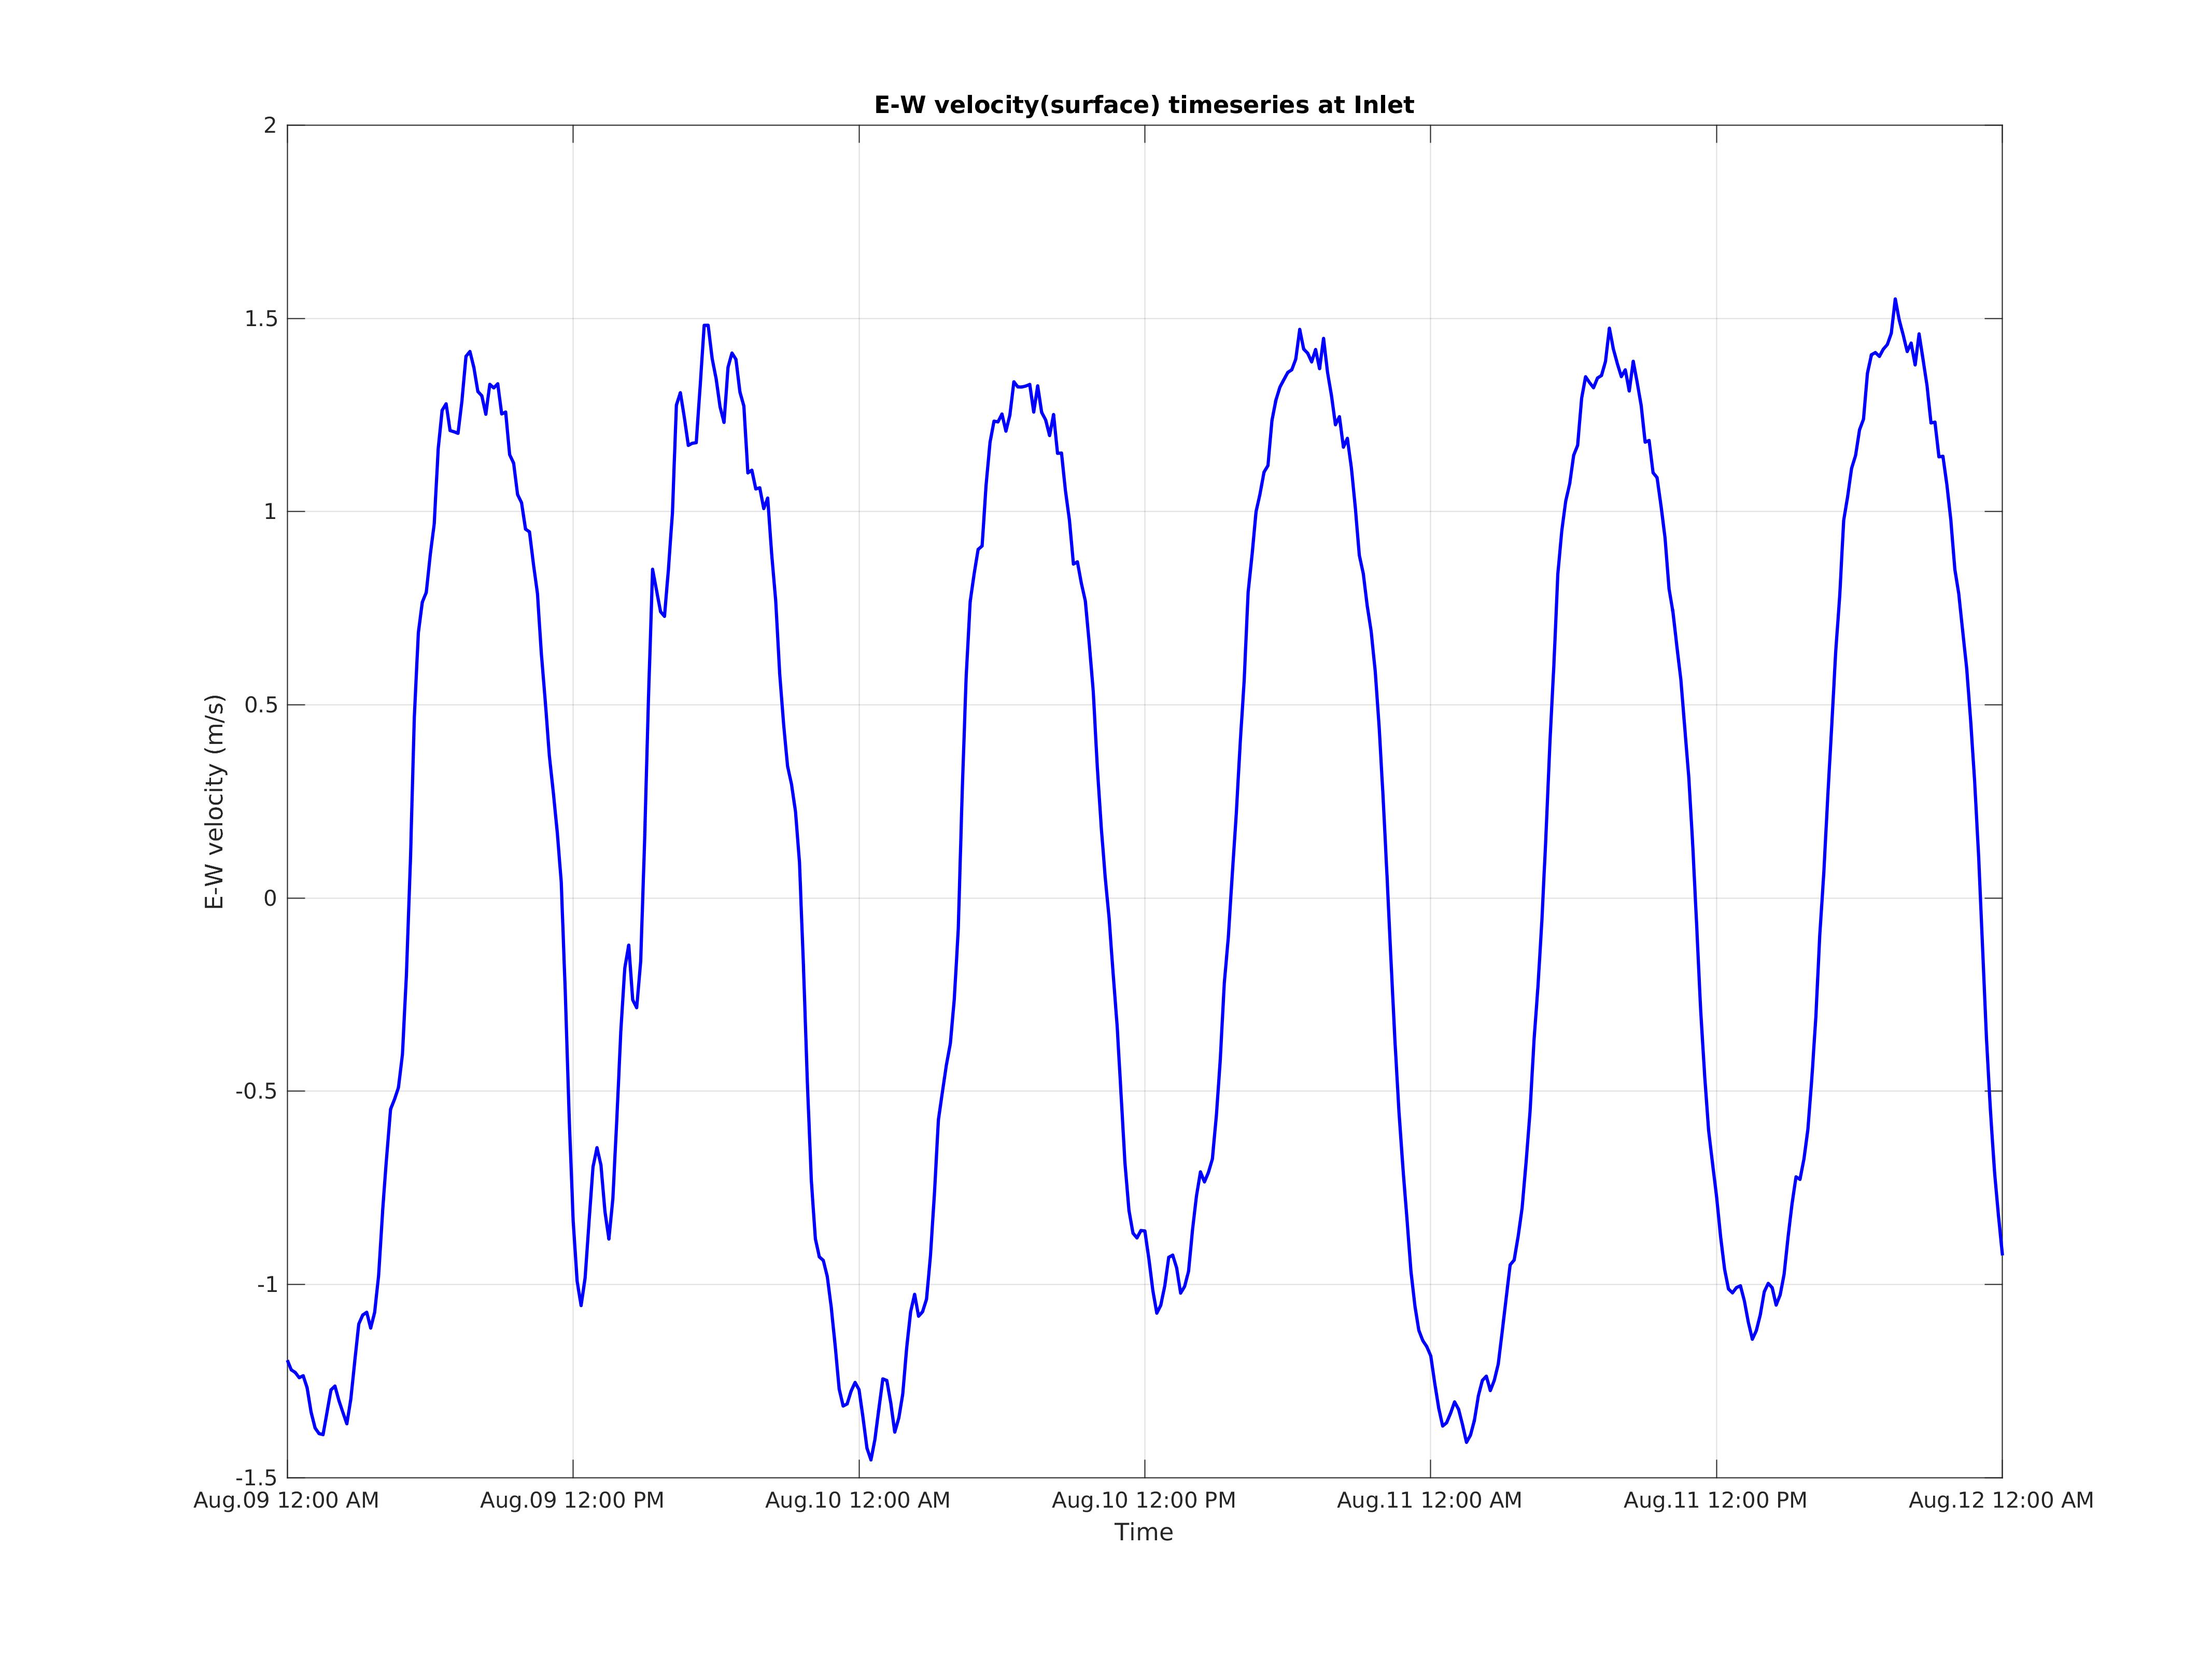 E-W velocity(surface) timeseries at Inlet
2
1.5
1
0.5
0
-0.5
-1
-1.5
E-W velocity (m/s)
Aug.09 12:00 AM Aug.09 12:00 PM Aug.10 12:00 AM Aug.10 12:00 PM Aug.11 12:00 AM Aug.11 12:00 PM Aug.12 12:00 AM
Time